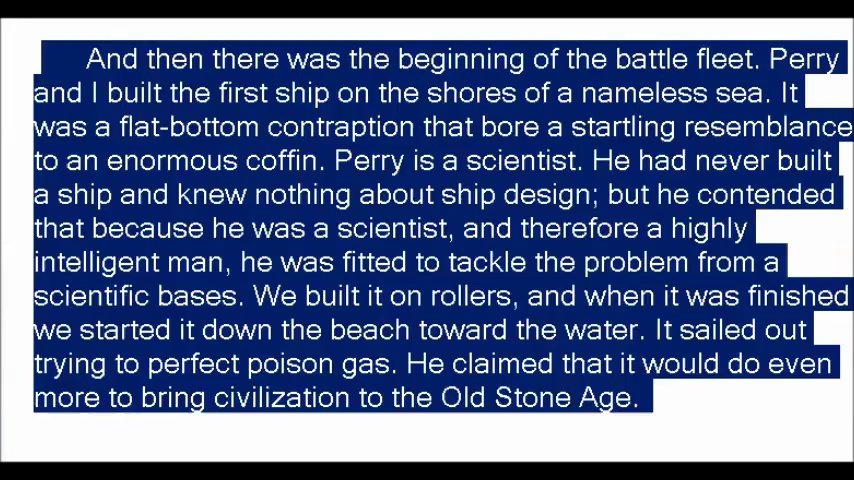 And then there was the beginning of the battle fleet. Perry
and I built the first ship on the shores of a nameless sea. It
was a flat-bottom contraption that bore a startling resemblance
to an enormous coffin. Perry is a scientist. He had never built
a ship and knew nothing about ship design; but he contended
that because he was a scientist, and therefore a highly
intelligent man, he was fitted to tackle the problem from a
scientific bases. We built it on rollers, and when it was finished
we started it down the beach toward the water. It sailed out
trying to perfect poison gas. He claimed that it would do even
more to bring civilization to the Old Stone Age.